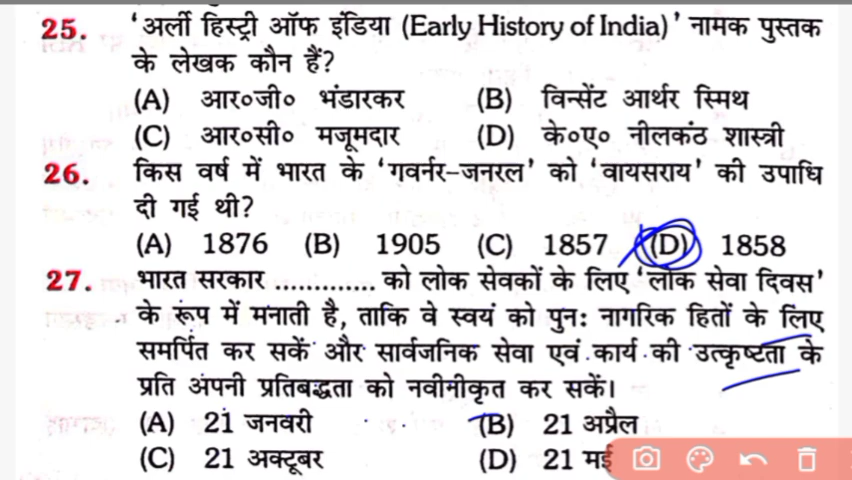 25. 'अर्ली हिस्ट्री ऑफ इंडिया (Early History of India)' नामक पुस्तक
के लेखक कौन हैं?
(A) आर०जी० भंडारकर (B) विन्सेंट आर्थर स्मिथ
(C) आर०सी० मजूमदार (D) के०ए० नीलकंठ शास्त्री
26. किस वर्ष में भारत के 'गवर्नर-जनरल' को 'वायसराय' की उपाधि
दी गई थी?
(A) 1876 (B) 1905 (C) 1857 (D) 1858
27. भारत सरकार ............ को लोक सेवकों के लिए 'लोक सेवा दिवस'
के रूप में मनाती है, ताकि वे स्वयं को पुनः नागरिक हितों के लिए
समर्पित कर सकें और सार्वजनिक सेवा एवं कार्य की उत्कृष्टता के
प्रति अपनी प्रतिबद्धता को नवीनीकृत कर सकें।
(A) 21 जनवरी (B) 21 अप्रैल
(C) 21 अक्टूबर (D) 21 मई